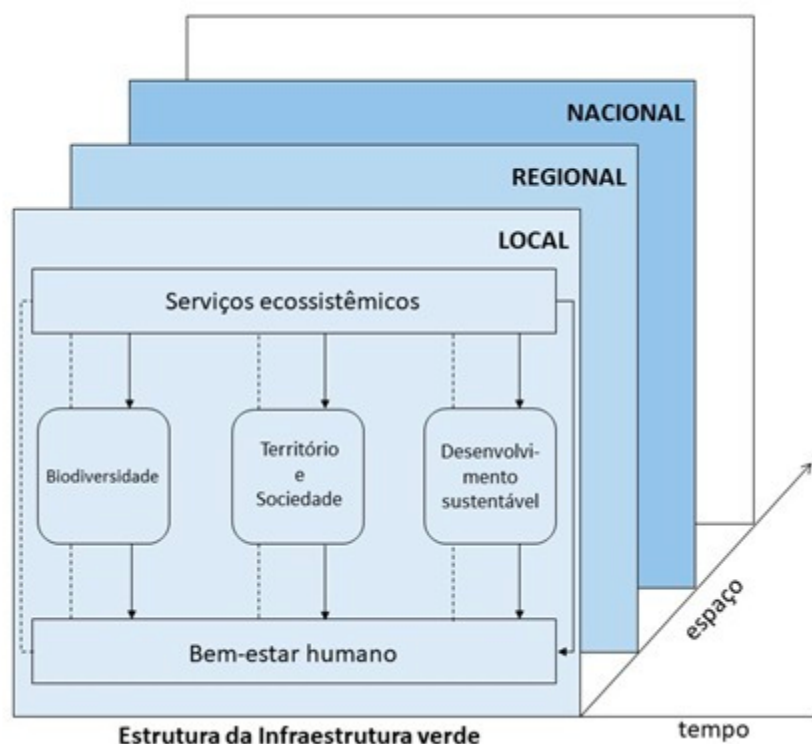 NACIONAL
REGIONAL
LOCAL
Serviços ecossistêmicos
Biodiversidade
Território
e
Sociedade
Desenvolvi-
mento
sustentável
Bem-estar humano
espaço
tempo
Estrutura da Infraestrutura verde